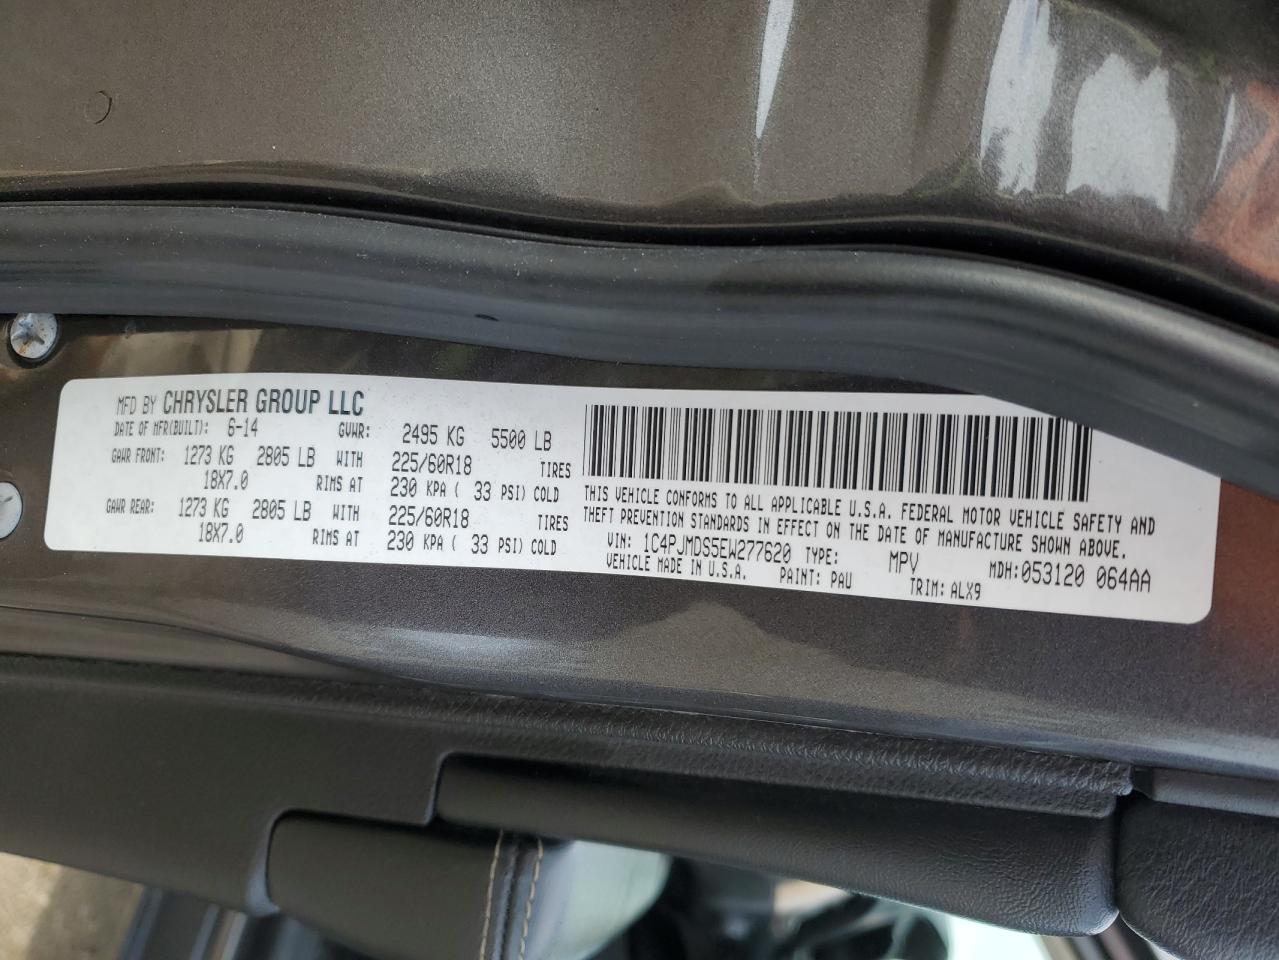 MFD BY CHRYSLER GROUP LLC
DATE OF MFR(BUILT): 6-14 GVWR: 2495 KG 5500 LB
GAWR FRONT: 1273 KG 2805 LB WITH 225/60R18 TIRES
18X7.0 RIMS AT 230 KPA ( 33 PSI) COLD
GAWR REAR: 1273 KG 2805 LB WITH 225/60R18 TIRES
18X7.0 RIMS AT 230 KPA ( 33 PSI) COLD
THIS VEHICLE CONFORMS TO ALL APPLICABLE U.S.A. FEDERAL MOTOR VEHICLE SAFETY AND
THEFT PREVENTION STANDARDS IN EFFECT ON THE DATE OF MANUFACTURE SHOWN ABOVE.
VIN: 1C4PJMDS5EW277620 TYPE: MPV MDH:053120 064AA
VEHICLE MADE IN U.S.A. PAINT: PAU TRIM: ALX9